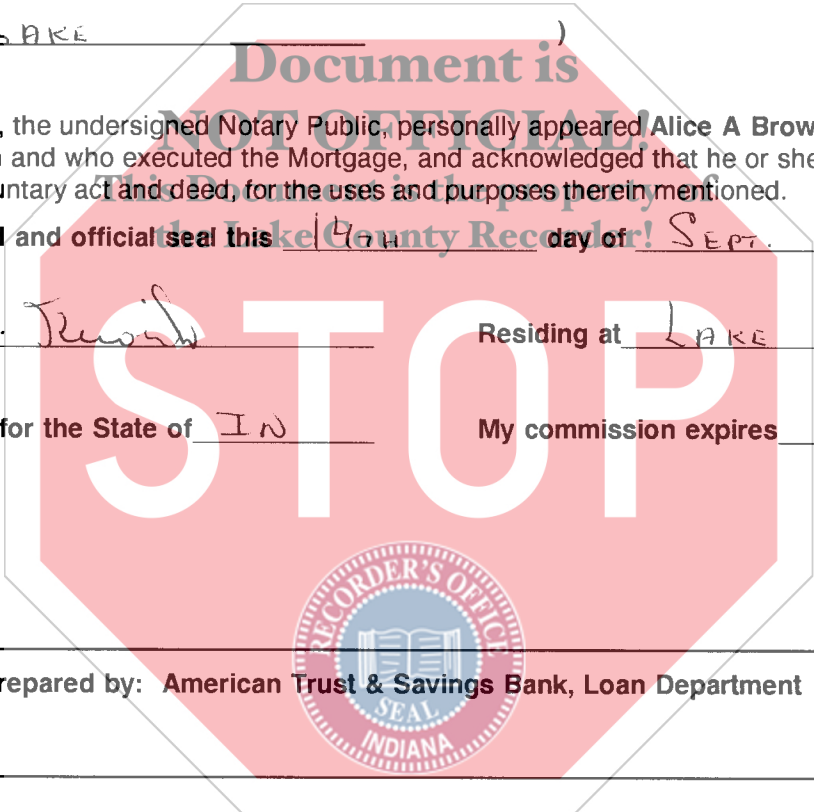 AKE )
Document is
NOT OFFICIAL!
, the undersigned Notary Public, personally appeared Alice A Brow
and who executed the Mortgage, and acknowledged that he or she
untary act and deed, for the uses and purposes therein mentioned.
This Document is the property of
the Lake County Recorder!
and official seal this 19TH day of SEPT.
STOP
Residing at LAKE
for the State of IN My commission expires
RECORDER'S OFFICE
SEAL
INDIANA
repared by: American Trust & Savings Bank, Loan Department